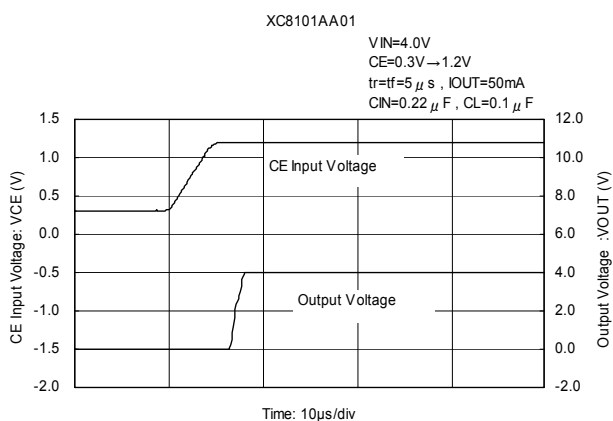 XC8101AA01
VIN=4.0V
CE=0.3V→1.2V
tr=tf=5 μ s , IOUT=50mA
CIN=0.22 μ F , CL=0.1 μ F
CE Input Voltage: VCE (V)
1.5
1.0
0.5
0.0
-0.5
-1.0
-1.5
-2.0
CE Input Voltage
Output Voltage
12.0
10.0
8.0
6.0
4.0
2.0
0.0
-2.0
Output Voltage :VOUT (V)
Time: 10μs/div